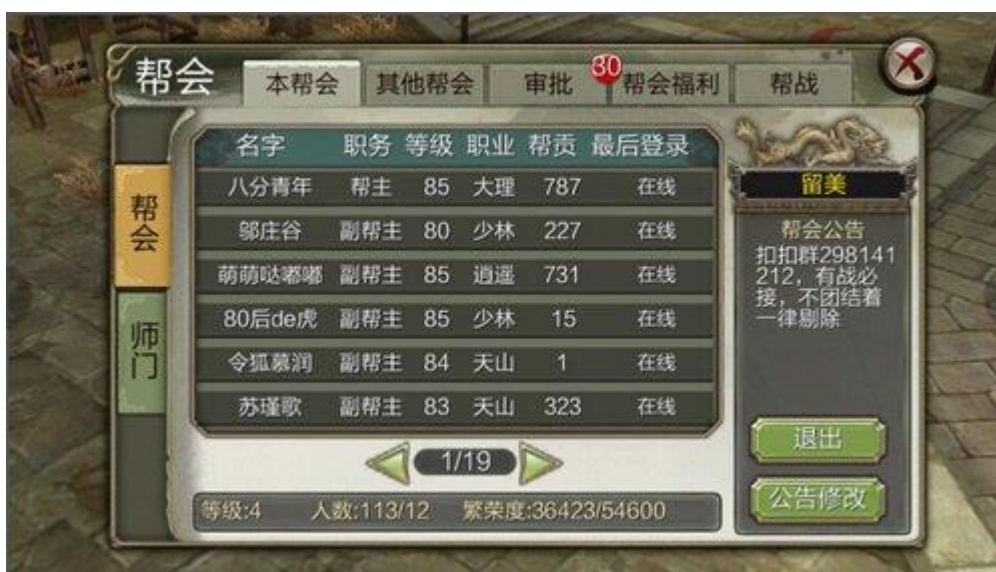 帮会 本帮会 其他帮会 审批 30 帮会福利 帮战
名字 职务 等级 职业 帮贡 最后登录
八分青年 帮主 85 大理 787 在线
邬庄谷 副帮主 80 少林 227 在线
萌萌哒嘟嘟 副帮主 85 逍遥 731 在线
80后de虎 副帮主 85 少林 15 在线
令狐慕润 副帮主 84 天山 1 在线
苏瑾歌 副帮主 83 天山 323 在线
1/19
等级:4 人数:113/12 繁荣度:36423/54600
帮会
师门
留美
帮会公告
扣扣群298141
212，有战必
接，不团结着
一律剔除
退出
公告修改